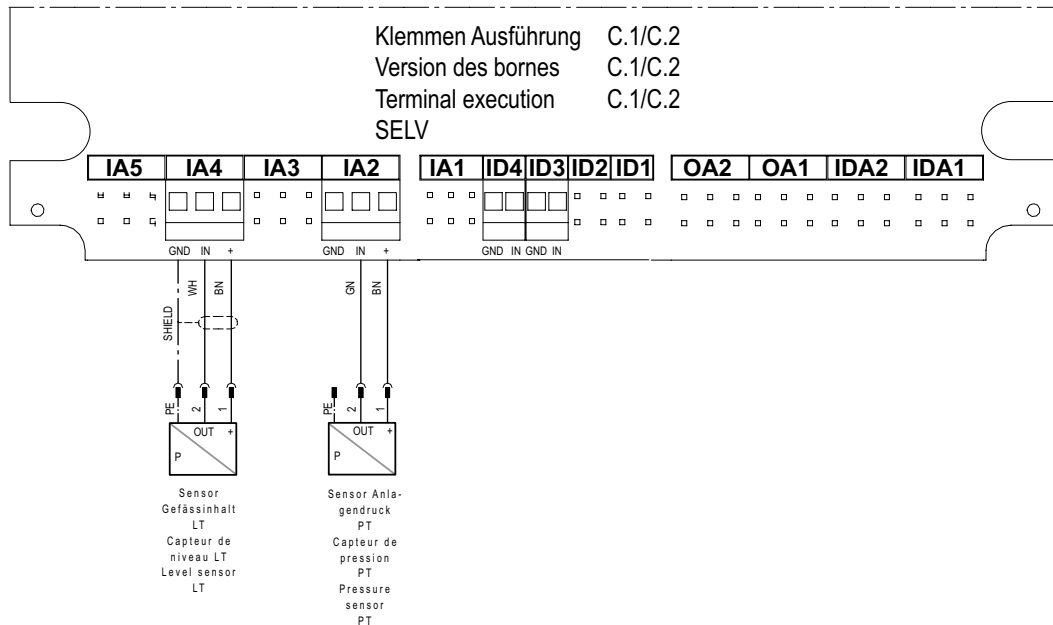 Klemmen Ausführung C.1/C.2
Version des bornes C.1/C.2
Terminal execution C.1/C.2
SELV
IA5 IA4 IA3 IA2 IA1 ID4 ID3 ID2 ID1 OA2 OA1 IDA2 IDA1
GND IN + GND IN + GND IN GND IN
SHIELD WH BN GN BN
PE 2 1 PE 2 1
OUT + OUT +
P P
Sensor
Gefässinhalt
LT
Capteur de
niveau LT
Level sensor
LT
Sensor Anla-
gendruck
PT
Capteur de
pression
PT
Pressure
sensor
PT